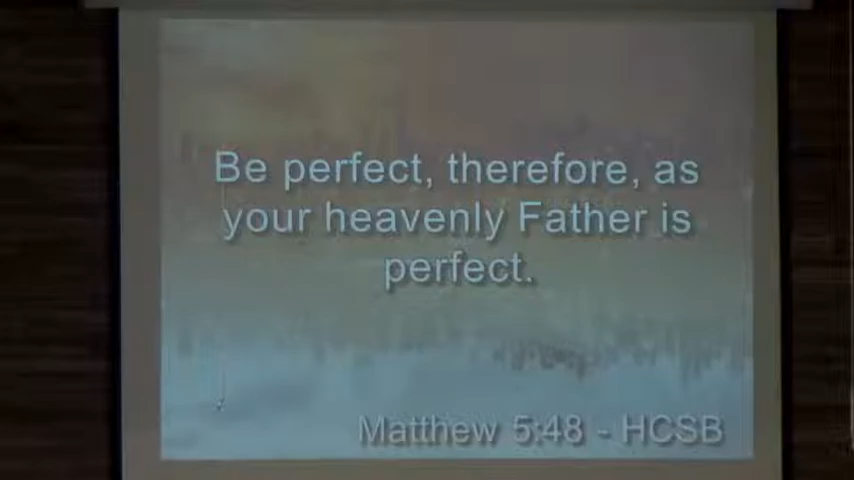 Be perfect, therefore, as
your heavenly Father is
perfect.
Matthew 5:48 - HCSB